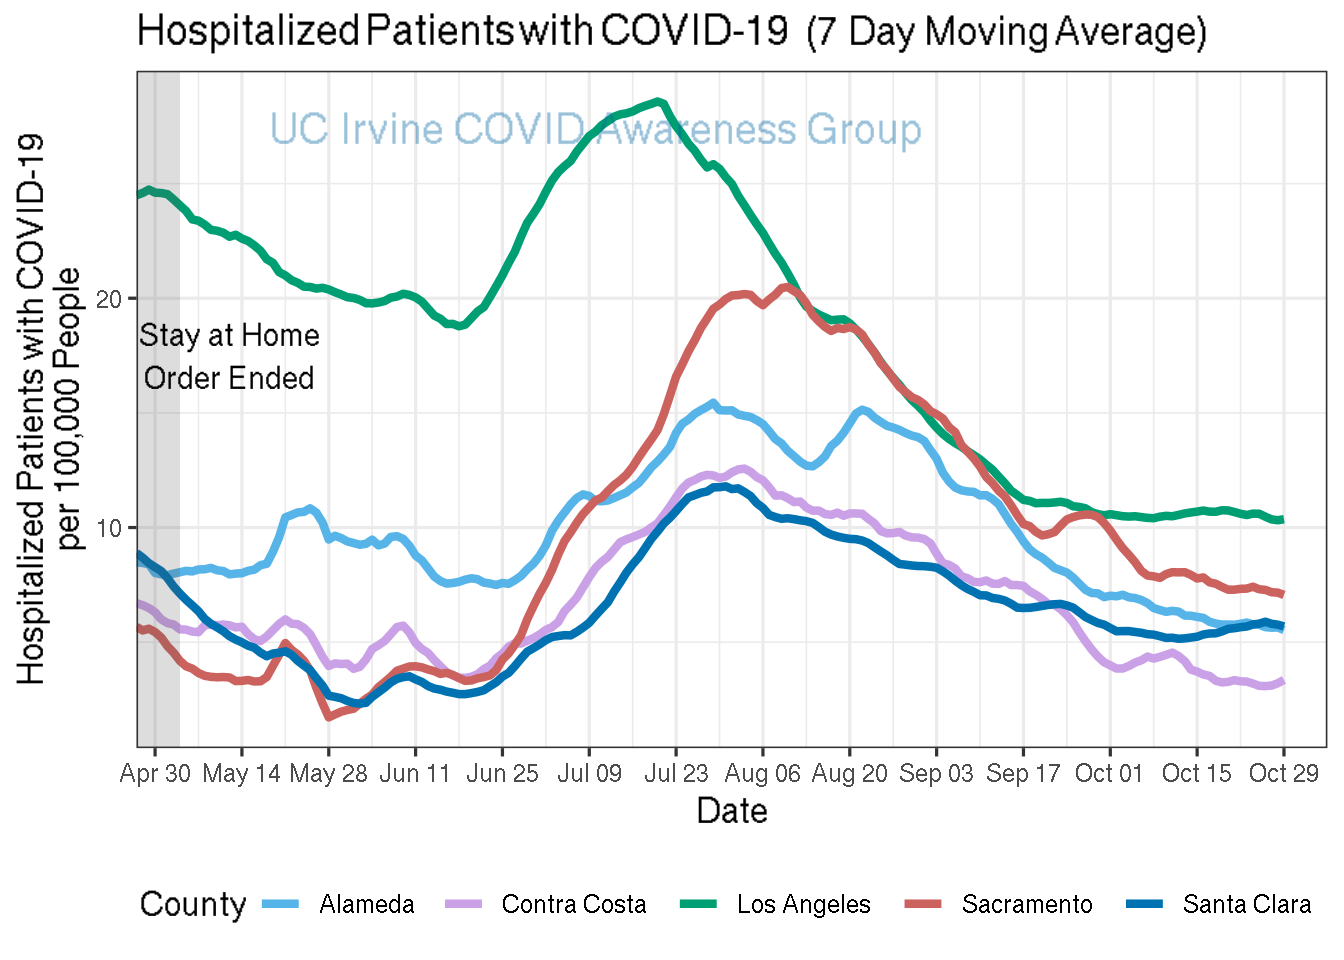 Hospitalized Patients with COVID-19 (7 Day Moving Average)
UC Irvine COVID Awareness Group
Hospitalized Patients with COVID-19
per 100,000 People
20
10
Stay at Home
Order Ended
Apr 30 May 14 May 28 Jun 11 Jun 25 Jul 09 Jul 23 Aug 06 Aug 20 Sep 03 Sep 17 Oct 01 Oct 15 Oct 29
Date
County Alameda Contra Costa Los Angeles Sacramento Santa Clara